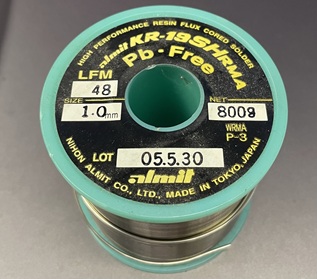 HIGH PERFORMANCE RESIN FLUX CORED SOLDER
almit KR-19SHRMA
Pb-Free
LFM
48
SIZE
1.0mm
NET
800g
WRMA
P-3
LOT 05.5.30
almit
NIHON ALMIT CO., LTD., MADE IN TOKYO, JAPAN